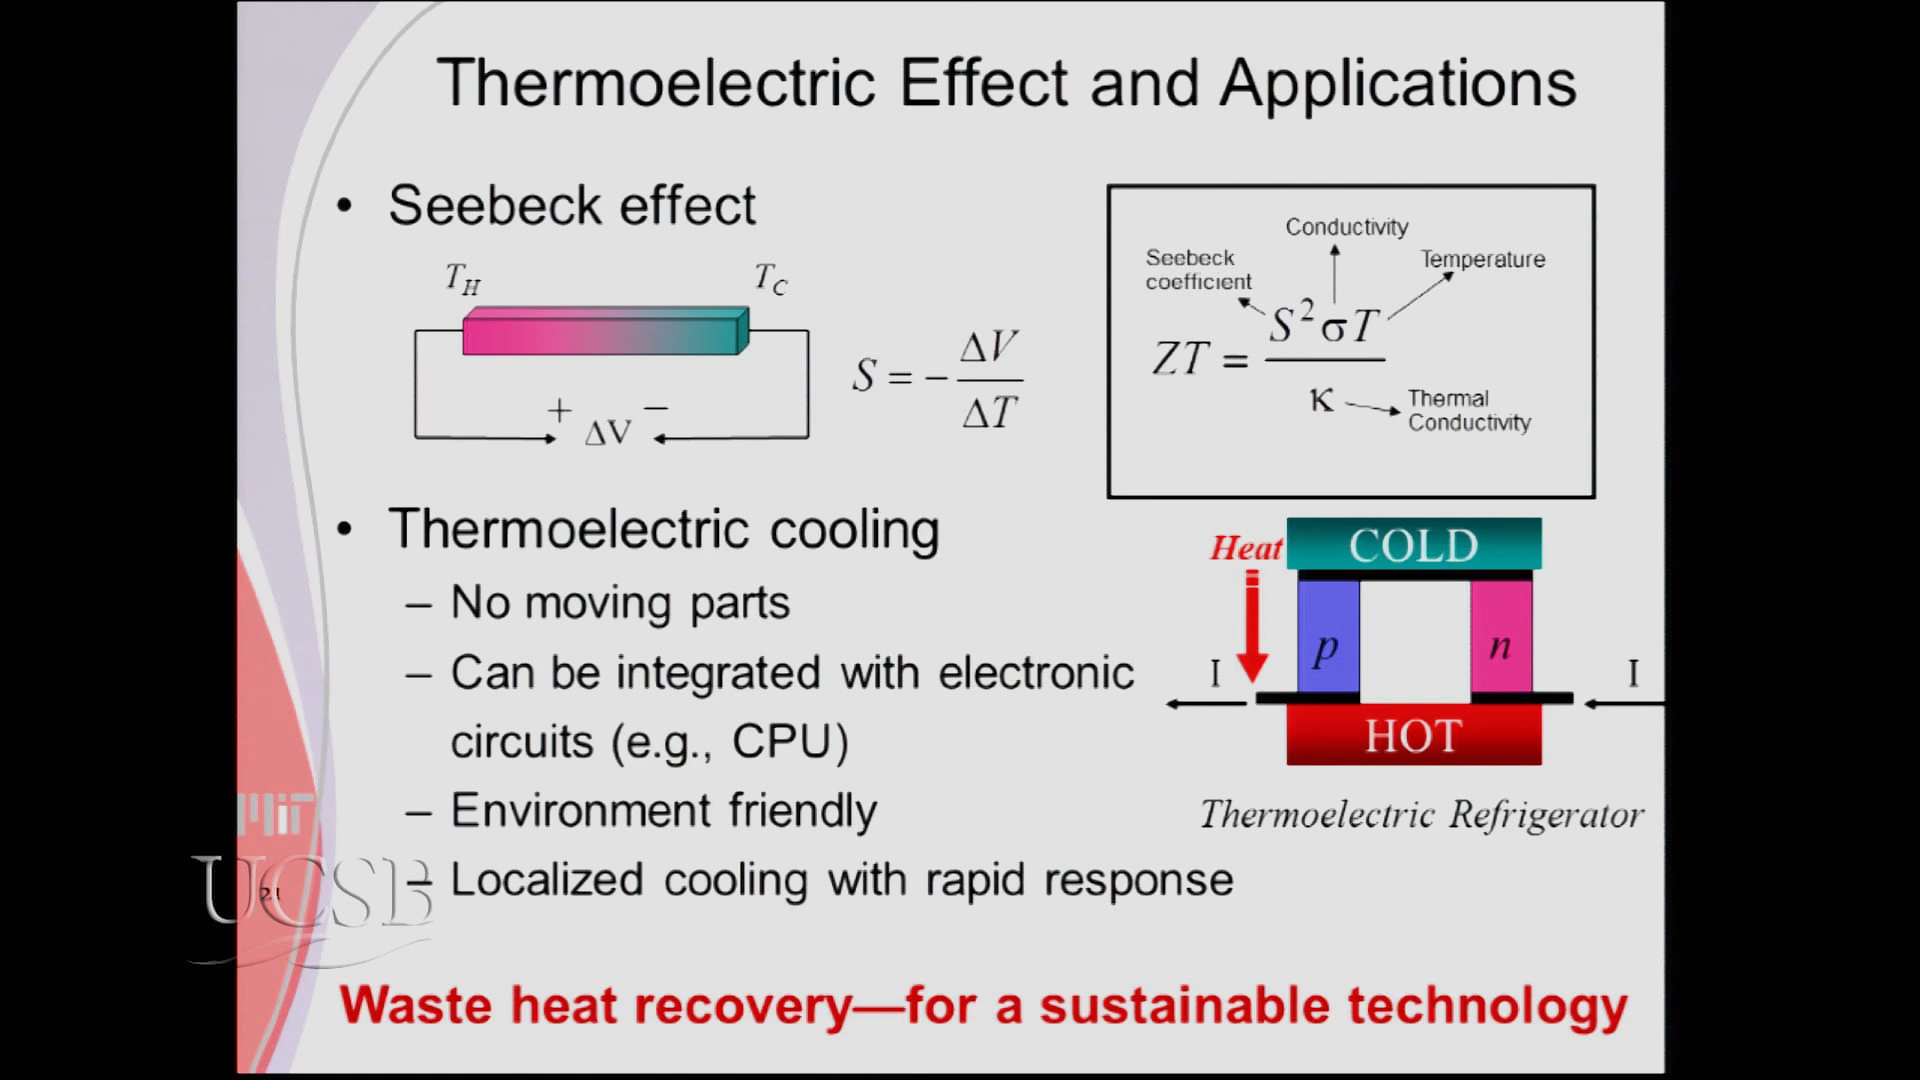 Thermoelectric Effect and Applications
• Seebeck effect
T_H T_C
+ −
ΔV
S = − ΔV / ΔT
Conductivity
Seebeck
coefficient
Temperature
ZT = S²σT / κ
Thermal
Conductivity
• Thermoelectric cooling
– No moving parts
– Can be integrated with electronic
circuits (e.g., CPU)
– Environment friendly
– Localized cooling with rapid response
Heat COLD
p n
I I
HOT
Thermoelectric Refrigerator
MIT
UCSB
21
Waste heat recovery—for a sustainable technology